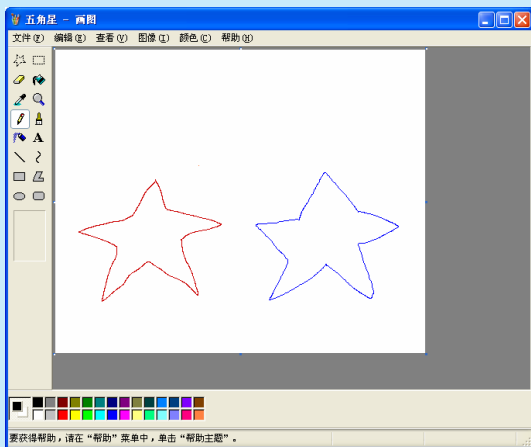 五角星 - 画图
文件(F) 编辑(E) 查看(V) 图像(I) 颜色(C) 帮助(H)
A
要获得帮助，请在“帮助”菜单中，单击“帮助主题”。